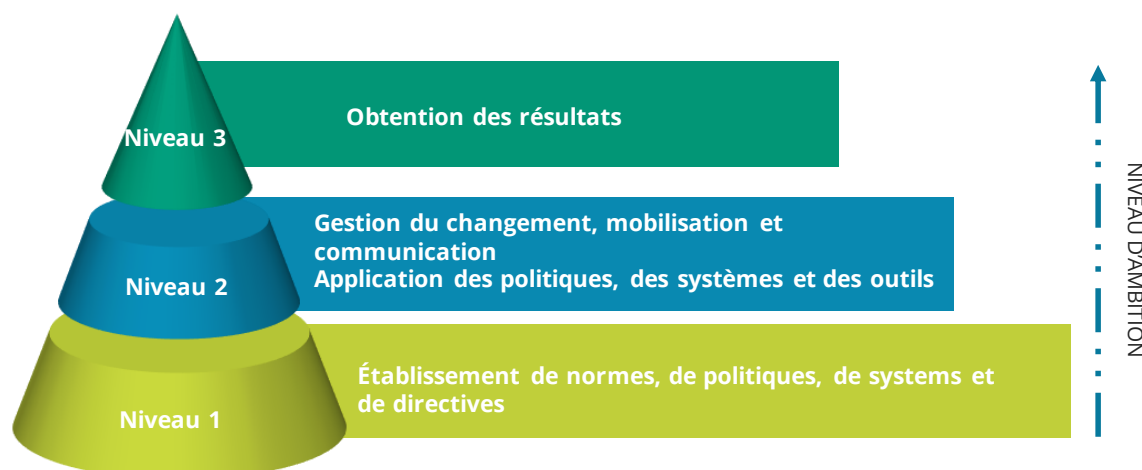 Niveau 3
Obtention des résultats
Niveau 2
Gestion du changement, mobilisation et
communication
Application des politiques, des systèmes et des outils
Niveau 1
Établissement de normes, de politiques, de systems et
de directives
NIVEAU D'AMBITION